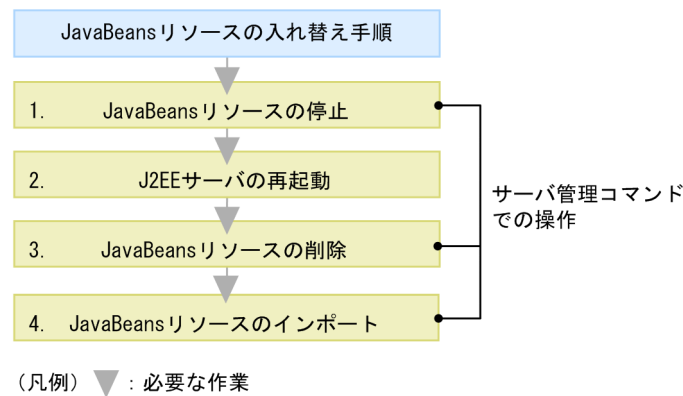 JavaBeansリソースの入れ替え手順
1. JavaBeansリソースの停止
2. J2EEサーバの再起動
3. JavaBeansリソースの削除
4. JavaBeansリソースのインポート
サーバ管理コマンド
での操作
（凡例） ▼ ：必要な作業